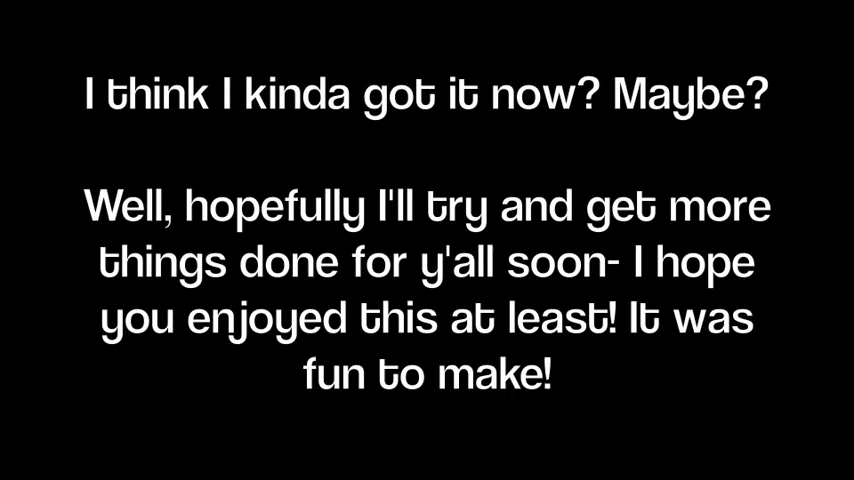 I think I kinda got it now? Maybe?
Well, hopefully I'll try and get more
things done for y'all soon- I hope
you enjoyed this at least! It was
fun to make!